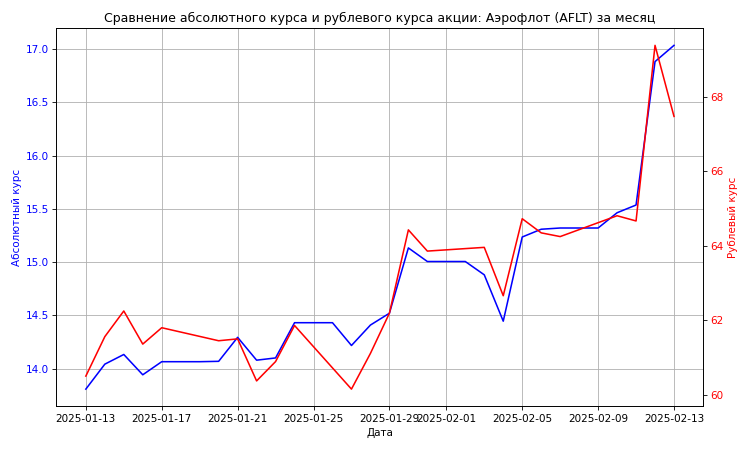 Сравнение абсолютного курса и рублевого курса акции: Аэрофлот (AFLT) за месяц
17.0
16.5
16.0
15.5
15.0
14.5
14.0
Абсолютный курс
68
66
64
62
60
Рублевый курс
2025-01-13 2025-01-17 2025-01-21 2025-01-25 2025-01-29 2025-02-01 2025-02-05 2025-02-09 2025-02-13
Дата